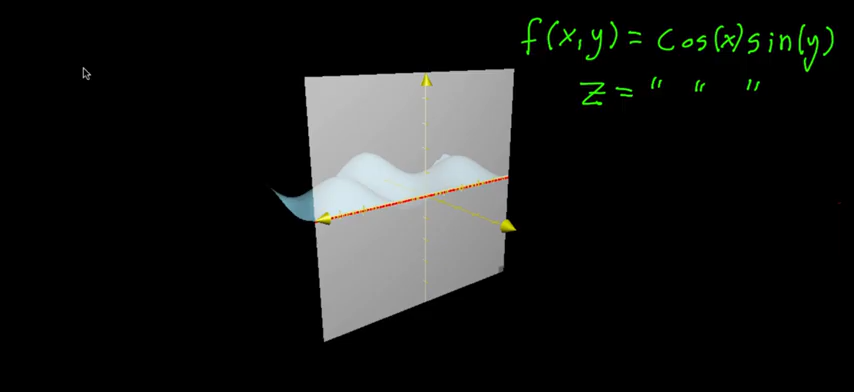 f(x,y) = cos(x)sin(y)
z = " " "